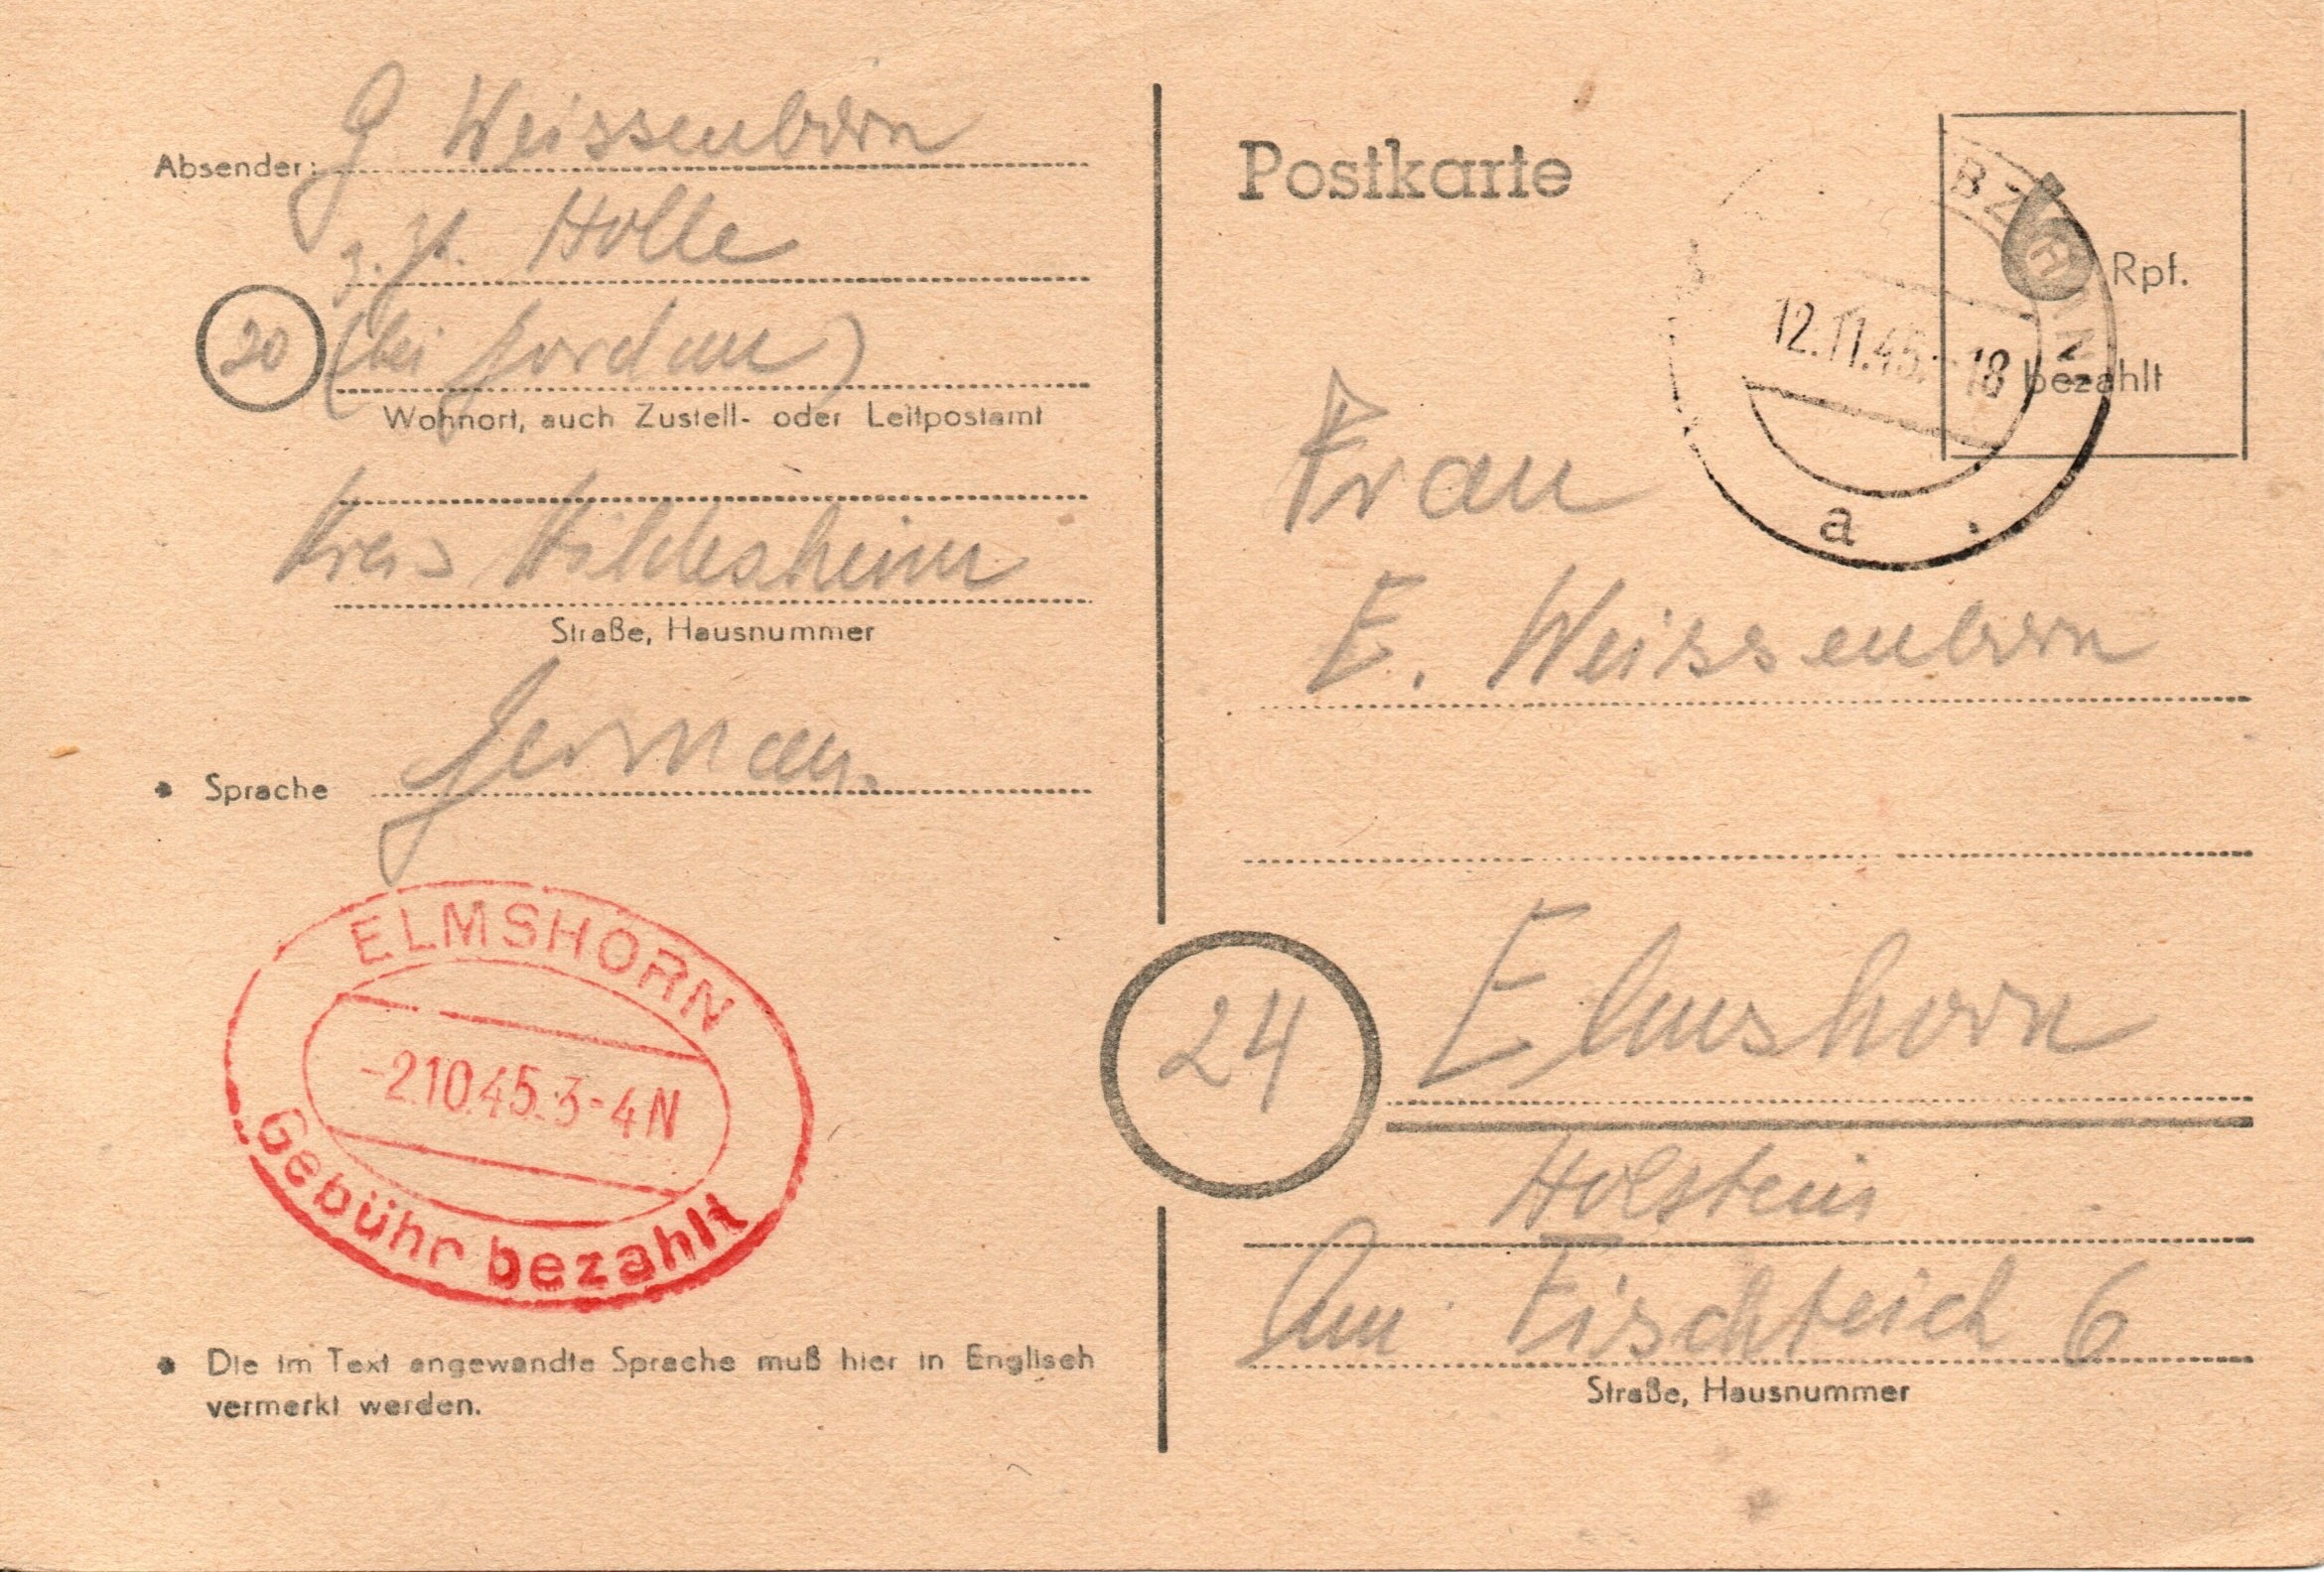 Absender: G Weissenborn
z. Zt. Holle
20 (bei Jordan)
Wohnort, auch Zustell- oder Leitpostamt
Kreis Hildesheim
Straße, Hausnummer
• Sprache German.
ELMSHORN
-2.10.45.3-4N
Gebühr bezahlt
• Die im Text angewandte Sprache muß hier in Englisch
vermerkt werden.
Postkarte
6 Rpf.
bezahlt
12.11.45.-18
a
Frau
E. Weissenborn
24 Elmshorn
Holstein
Am Fischteich 6
Straße, Hausnummer